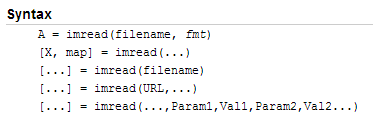 Syntax
A = imread(filename, fmt)
[X, map] = imread(...)
[...] = imread(filename)
[...] = imread(URL,...)
[...] = imread(...,Param1,Val1,Param2,Val2...)